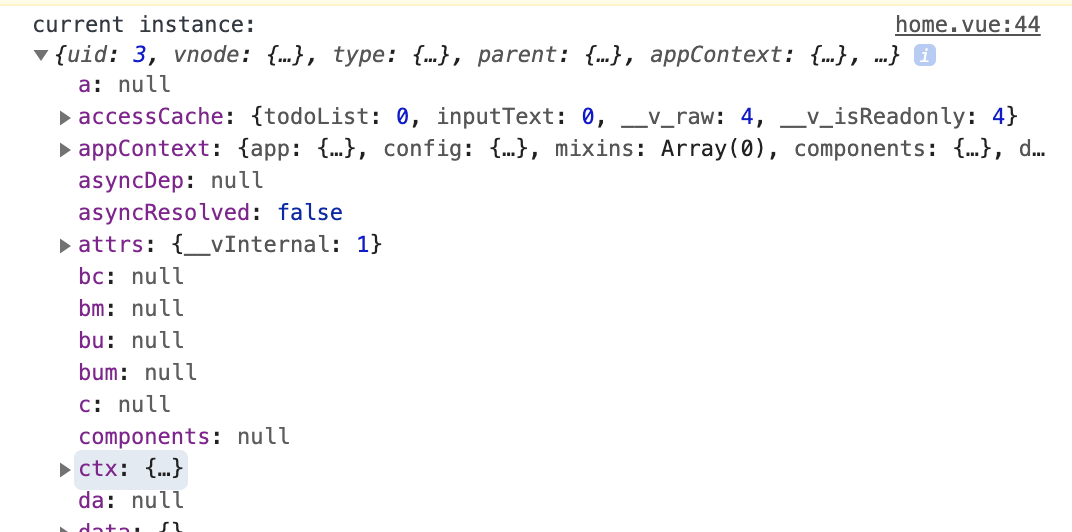 current instance: home.vue:44
▼{uid: 3, vnode: {…}, type: {…}, parent: {…}, appContext: {…}, …} i
a: null
▶accessCache: {todoList: 0, inputText: 0, __v_raw: 4, __v_isReadonly: 4}
▶appContext: {app: {…}, config: {…}, mixins: Array(0), components: {…}, d…
asyncDep: null
asyncResolved: false
▶attrs: {__vInternal: 1}
bc: null
bm: null
bu: null
bum: null
c: null
components: null
▶ctx: {…}
da: null
▶data: {}